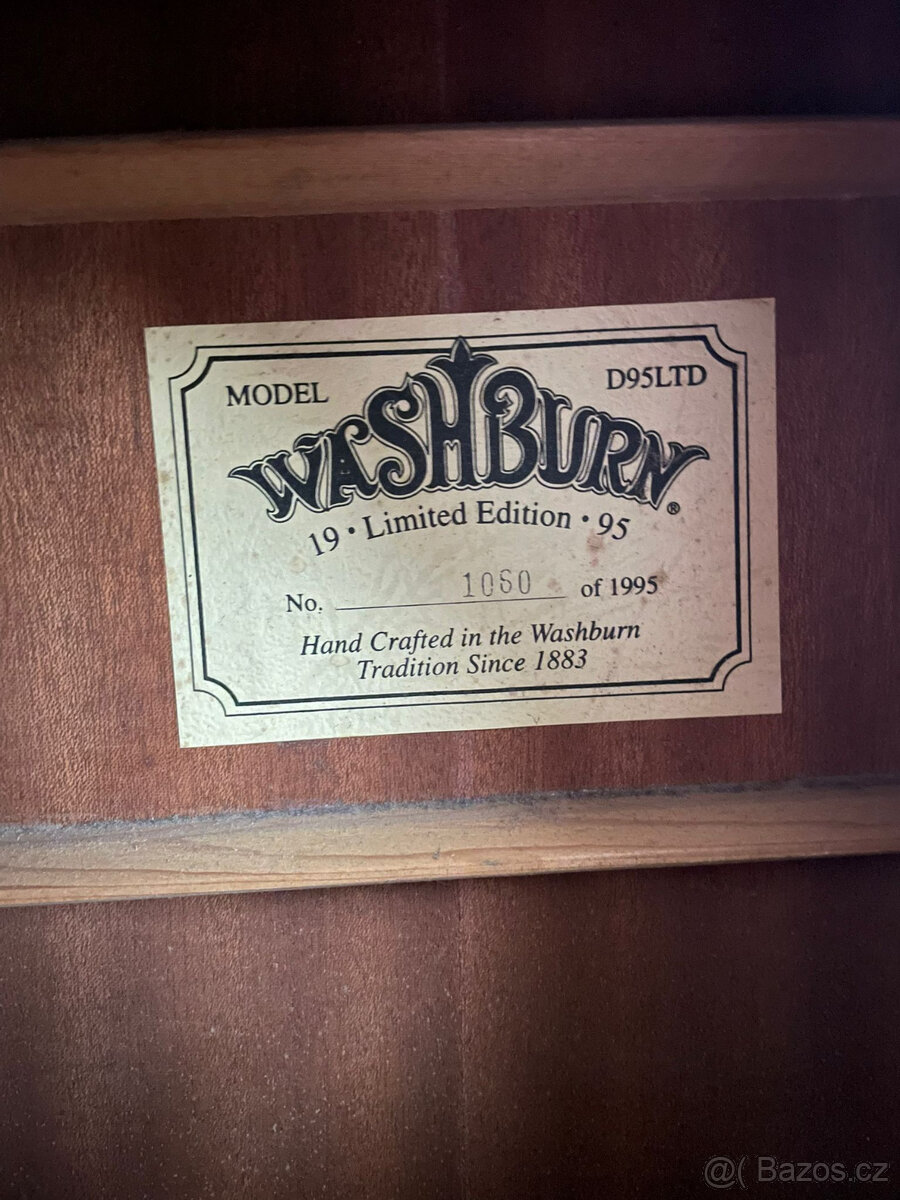 MODEL D95LTD
WASHBURN®
19 • Limited Edition • 95
No. 1060 of 1995
Hand Crafted in the Washburn
Tradition Since 1883
@( Bazos.cz